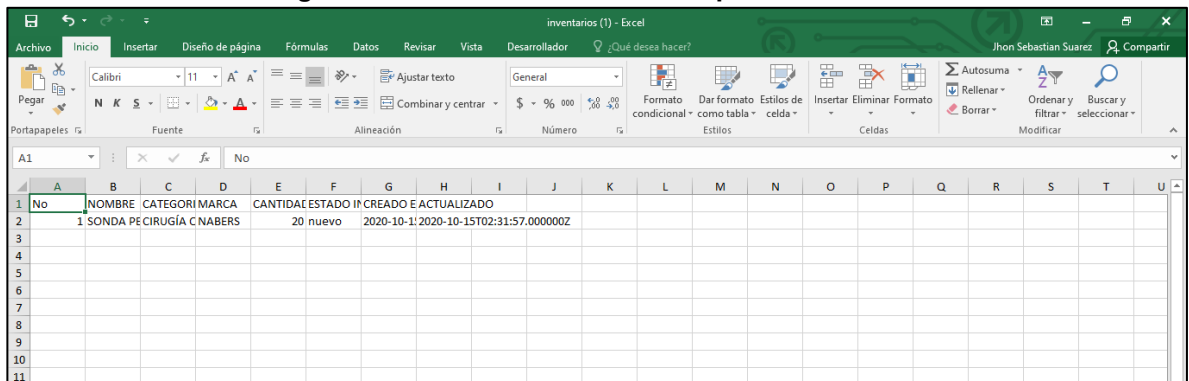 inventarios (1) - Excel
Archivo Inicio Insertar Diseño de página Fórmulas Datos Revisar Vista Desarrollador ¿Qué desea hacer? Jhon Sebastian Suarez Compartir
Pegar
Calibri 11
N K S
Ajustar texto
Combinar y centrar
General
$ % 000
Formato condicional
Dar formato como tabla
Estilos de celda
Insertar Eliminar Formato
Autosuma
Rellenar
Borrar
Ordenar y filtrar
Buscar y seleccionar
Portapapeles Fuente Alineación Número Estilos Celdas Modificar
A1 fx No
A B C D E F G H I J K L M N O P Q R S T U
1 No NOMBRE CATEGORI MARCA CANTIDAD ESTADO IN CREADO E ACTUALIZADO
2 1 SONDA PE CIRUGÍA C NABERS 20 nuevo 2020-10-15 2020-10-15T02:31:57.000000Z
3
4
5
6
7
8
9
10
11